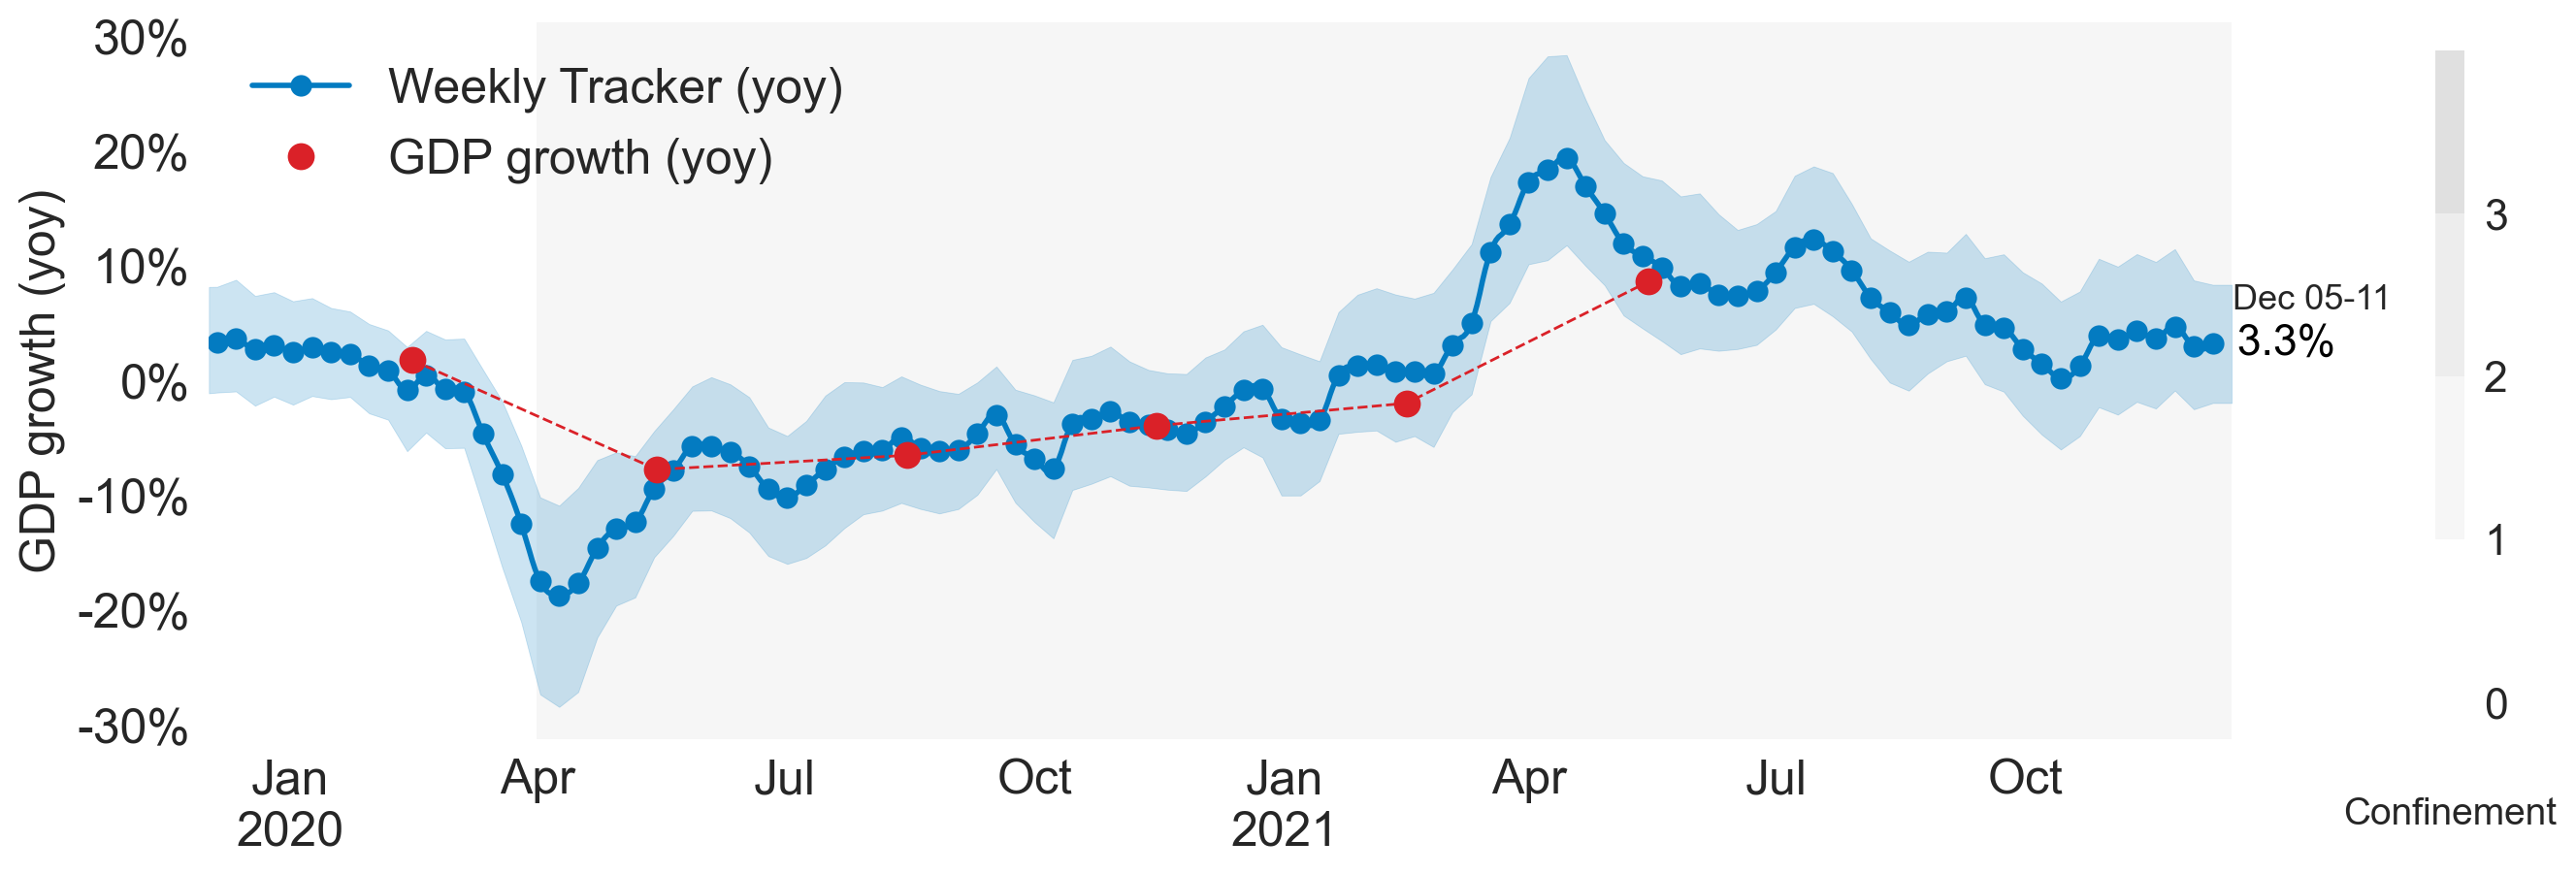 30%
20%
10%
0%
-10%
-20%
-30%
GDP growth (yoy)
Weekly Tracker (yoy)
GDP growth (yoy)
Dec 05-11
3.3%
Jan Apr Jul Oct Jan Apr Jul Oct
2020 2021
3
2
1
0
Confinement